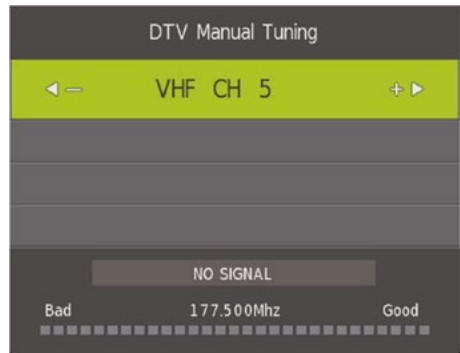 DTV Manual Tuning
VHF CH 5
NO SIGNAL
Bad 177.500Mhz Good